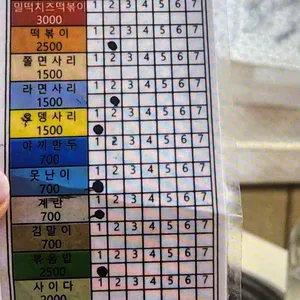 밀떡치즈떡볶이 1 2 3 4 5 6 7
3000
떡볶이 1 2 3 4 5 6 7
2500
쫄면사리 1 2 3 4 5 6 7
1500
라면사리 1 2 3 4 5 6 7
1500
우뎅사리 1 2 3 4 5 6 7
1500
야끼만두 1 2 3 4 5 6 7
700
못난이 1 2 3 4 5 6 7
700
계란 1 2 3 4 5 6 7
700
김말이 1 2 3 4 5 6 7
700
볶음밥 1 2 3 4 5 6 7
2500
사이다 1 2 3 4 5 6 7
2000